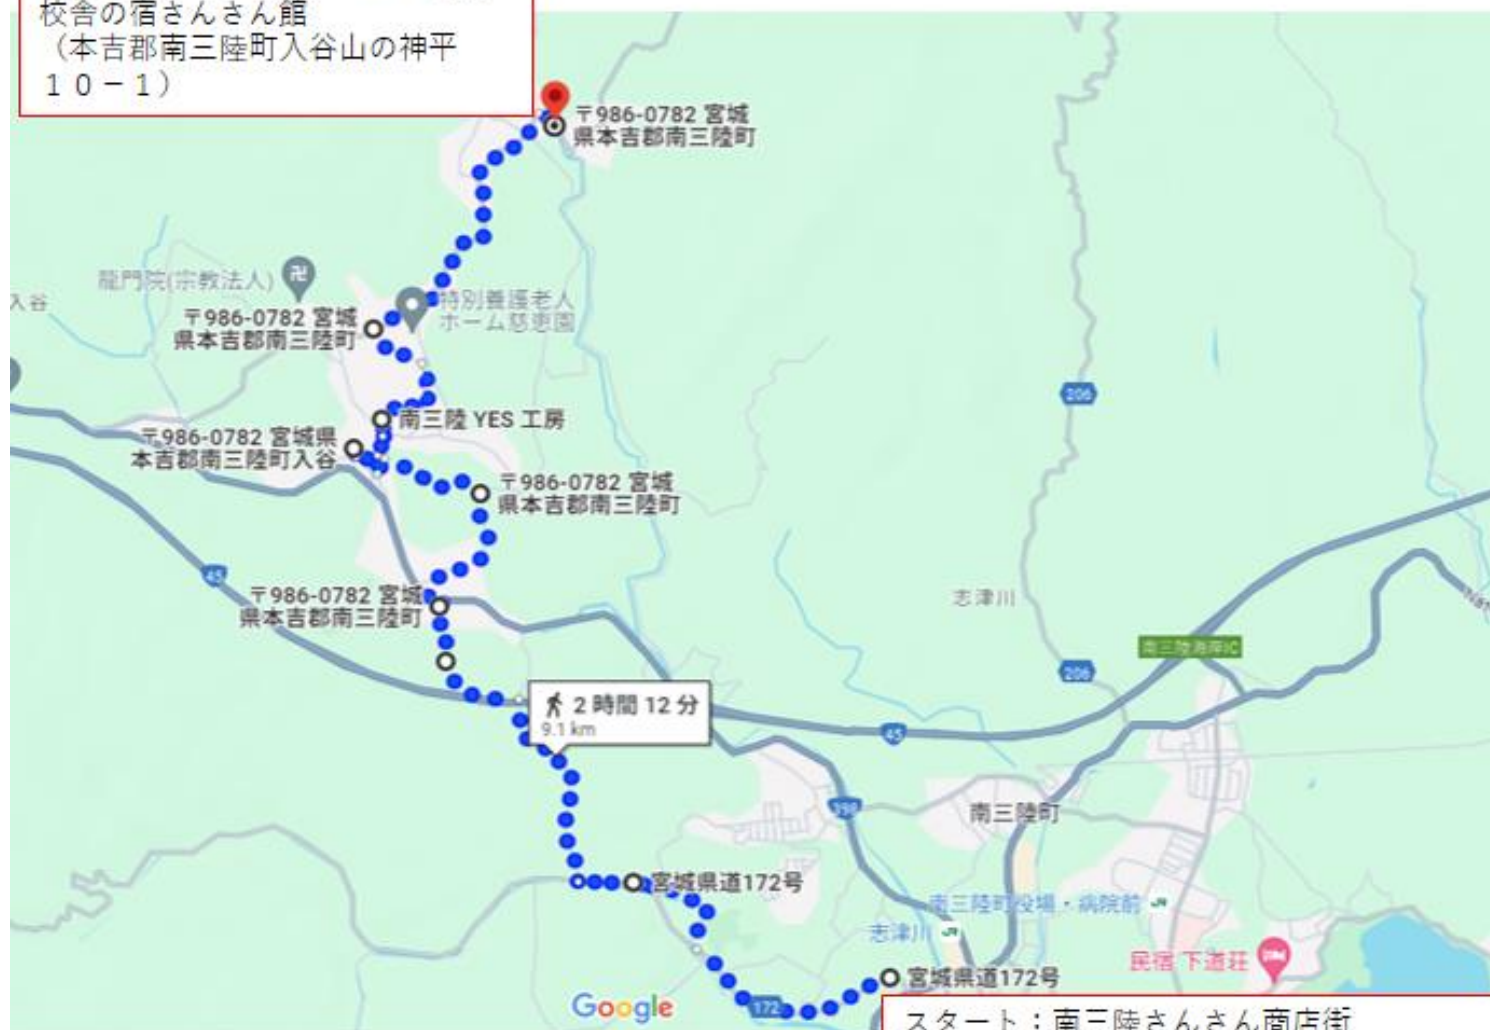 校舎の宿さんさん館
（本吉郡南三陸町入谷山の神平
１０－１）
〒986-0782 宮城
県本吉郡南三陸町
龍門院(宗教法人)
入谷
特別養護老人
ホーム慈恵園
〒986-0782 宮城
県本吉郡南三陸町
206
南三陸 YES 工房
〒986-0782 宮城県
本吉郡南三陸町入谷
〒986-0782 宮城
県本吉郡南三陸町
45
〒986-0782 宮城
県本吉郡南三陸町
志津川
南三陸海岸IC
206
2 時間 12 分
9.1 km
45
398
南三陸町
宮城県道172号
南三陸町役場・病院前
志津川
民宿 下道荘
宮城県道172号
172
Google
スタート：南三陸さんさん商店街